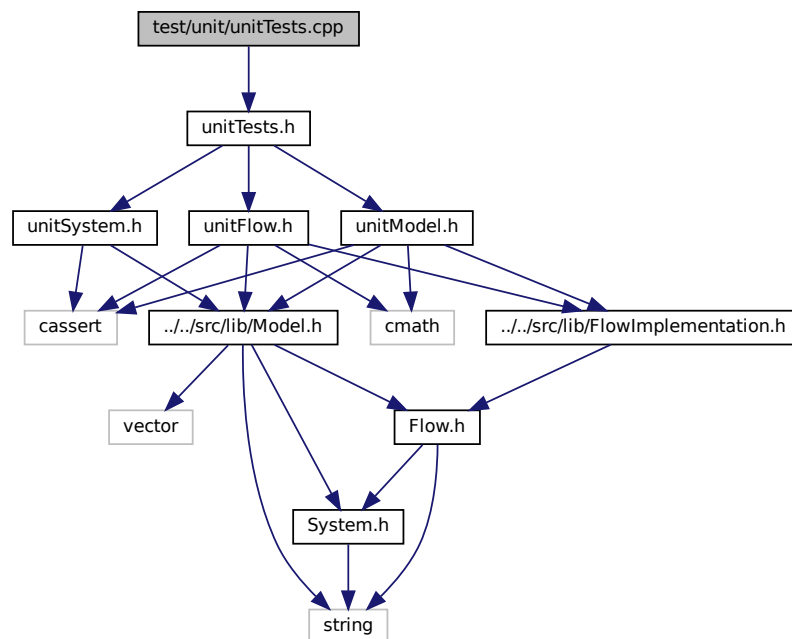 test/unit/unitTests.cpp
unitTests.h
unitSystem.h
unitFlow.h
unitModel.h
cassert
../../src/lib/Model.h
cmath
../../src/lib/FlowImplementation.h
vector
Flow.h
System.h
string